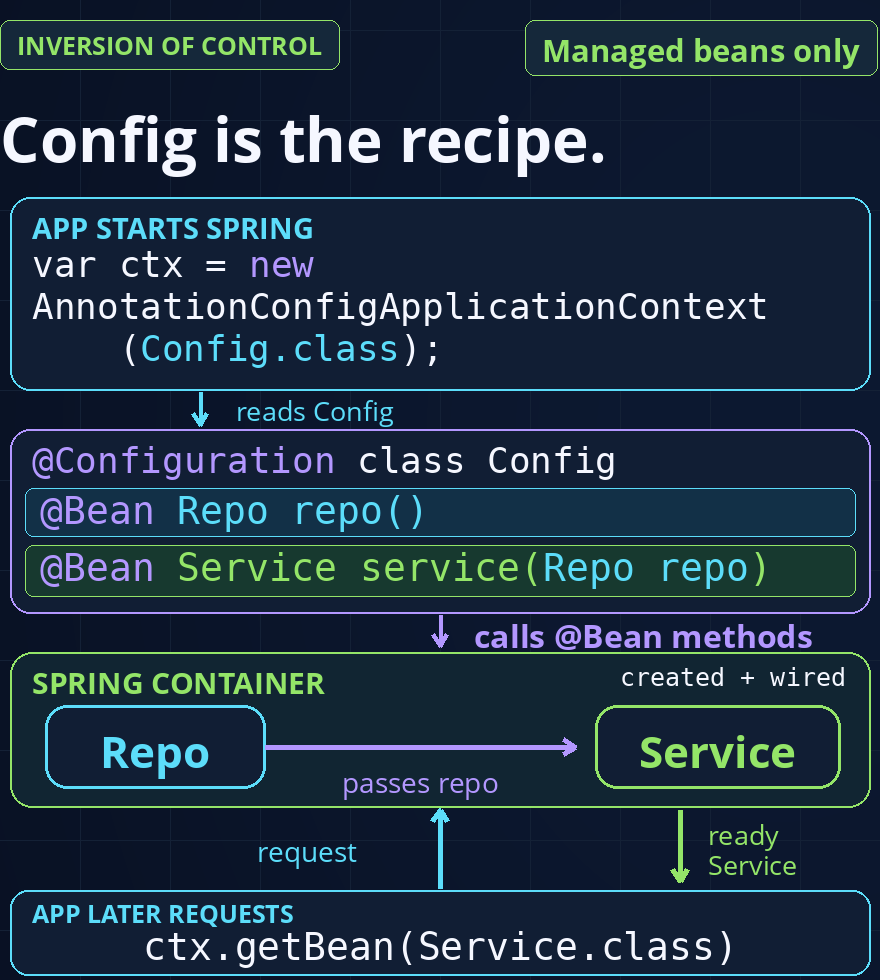 INVERSION OF CONTROL
Managed beans only
Config is the recipe.
APP STARTS SPRING
var ctx = new
AnnotationConfigApplicationContext
(Config.class);
reads Config
@Configuration class Config
@Bean Repo repo()
@Bean Service service(Repo repo)
calls @Bean methods
SPRING CONTAINER
created + wired
Repo
Service
passes repo
request
ready
Service
APP LATER REQUESTS
ctx.getBean(Service.class)